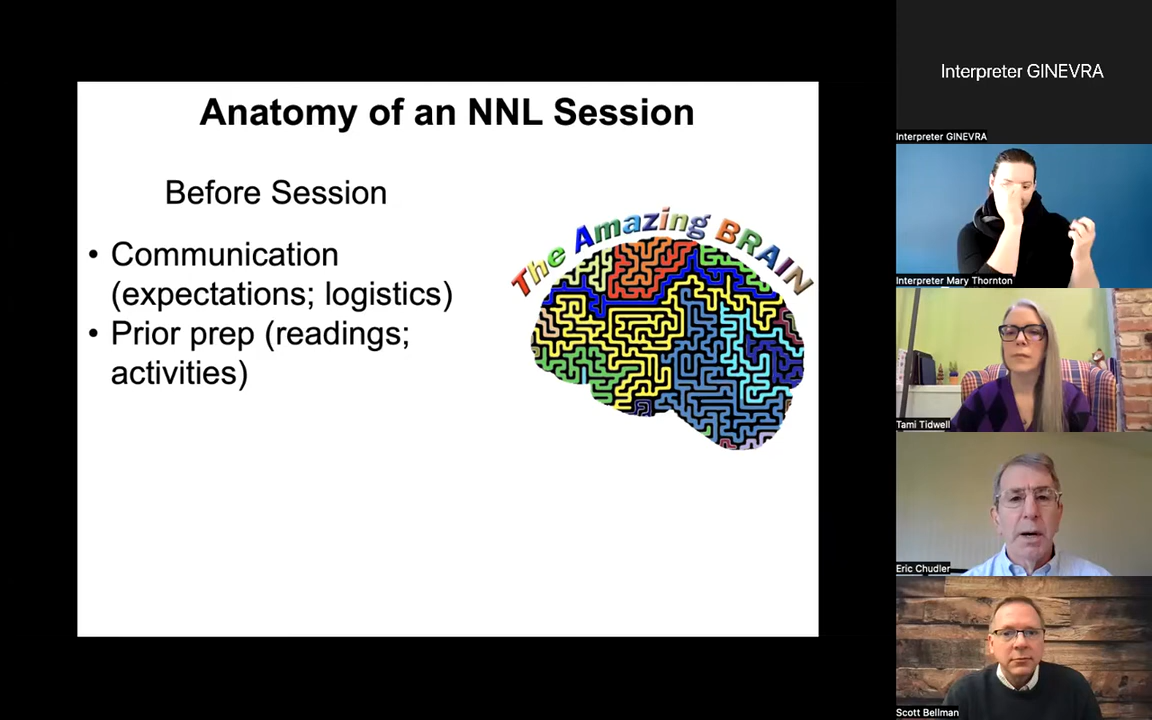 Anatomy of an NNL Session
Before Session
• Communication
(expectations; logistics)
• Prior prep (readings;
activities)
The Amazing BRAIN
Interpreter GINEVRA
Interpreter GINEVRA
Interpreter Mary Thornton
Tami Tidwell
Eric Chudler
Scott Bellman